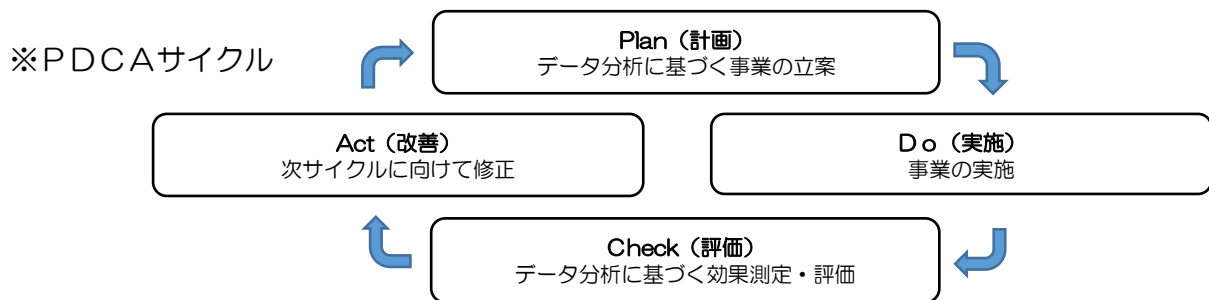 ※ＰＤＣＡサイクル
Plan（計画）
データ分析に基づく事業の立案
Act（改善）
次サイクルに向けて修正
Ｄｏ（実施）
事業の実施
Check（評価）
データ分析に基づく効果測定・評価